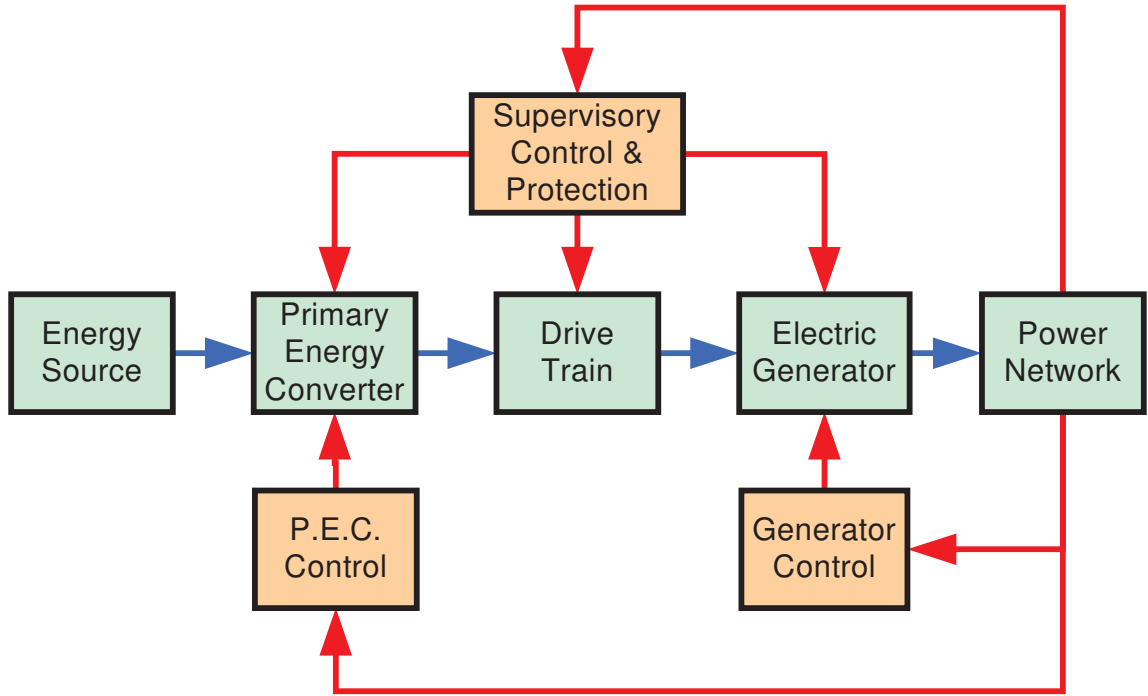 Supervisory
Control &
Protection
Energy
Source
Primary
Energy
Converter
Drive
Train
Electric
Generator
Power
Network
P.E.C.
Control
Generator
Control